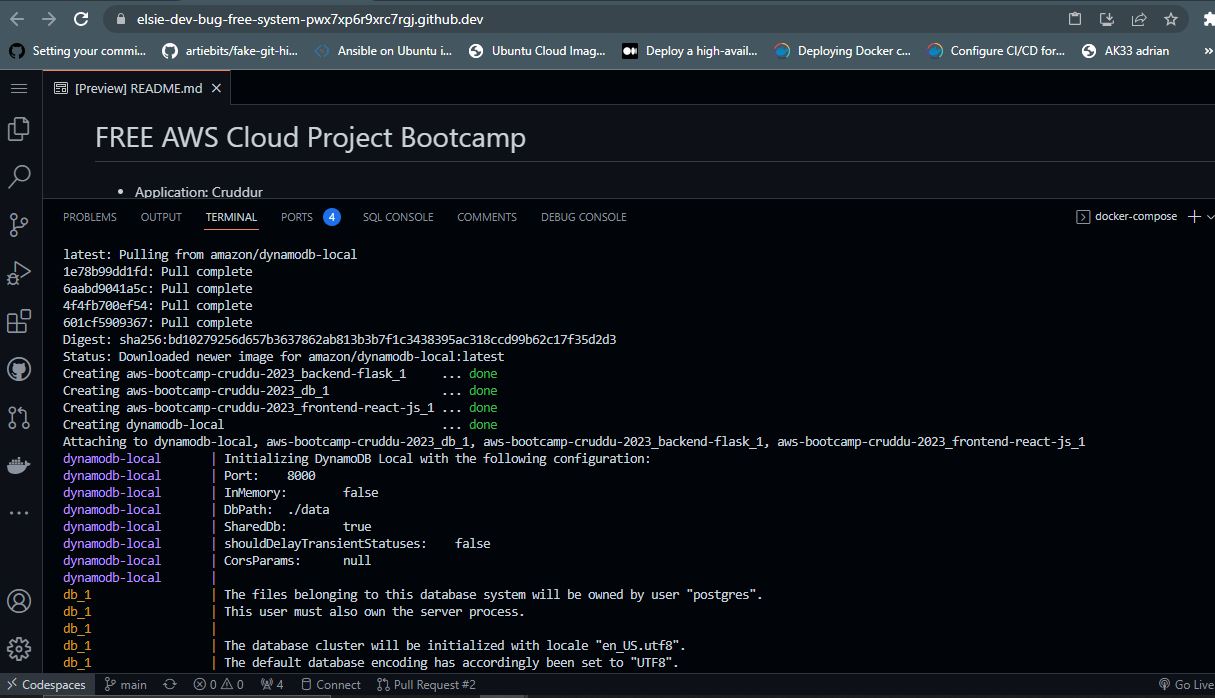 elsie-dev-bug-free-system-pwx7xp6r9xrc7rgj.github.dev
Setting your commi... artiebits/fake-git-hi... Ansible on Ubuntu i... Ubuntu Cloud Imag... Deploy a high-avail... Deploying Docker c... Configure CI/CD for... AK33 adrian »
[Preview] README.md
FREE AWS Cloud Project Bootcamp
• Application: Cruddur
PROBLEMS OUTPUT TERMINAL PORTS 4 SQL CONSOLE COMMENTS DEBUG CONSOLE docker-compose
latest: Pulling from amazon/dynamodb-local
1e78b99dd1fd: Pull complete
6aabd9041a5c: Pull complete
4f4fb700ef54: Pull complete
601cf5909367: Pull complete
Digest: sha256:bd10279256d657b3637862ab813b3b7f1c3438395ac318ccd99b62c17f35d2d3
Status: Downloaded newer image for amazon/dynamodb-local:latest
Creating aws-bootcamp-cruddu-2023_backend-flask_1 ... done
Creating aws-bootcamp-cruddu-2023_db_1 ... done
Creating aws-bootcamp-cruddu-2023_frontend-react-js_1 ... done
Creating dynamodb-local ... done
Attaching to dynamodb-local, aws-bootcamp-cruddu-2023_db_1, aws-bootcamp-cruddu-2023_backend-flask_1, aws-bootcamp-cruddu-2023_frontend-react-js_1
dynamodb-local | Initializing DynamoDB Local with the following configuration:
dynamodb-local | Port: 8000
dynamodb-local | InMemory: false
dynamodb-local | DbPath: ./data
dynamodb-local | SharedDb: true
dynamodb-local | shouldDelayTransientStatuses: false
dynamodb-local | CorsParams: null
dynamodb-local |
db_1 | The files belonging to this database system will be owned by user "postgres".
db_1 | This user must also own the server process.
db_1 |
db_1 | The database cluster will be initialized with locale "en_US.utf8".
db_1 | The default database encoding has accordingly been set to "UTF8".
Codespaces main 0 0 4 Connect Pull Request #2 Go Live